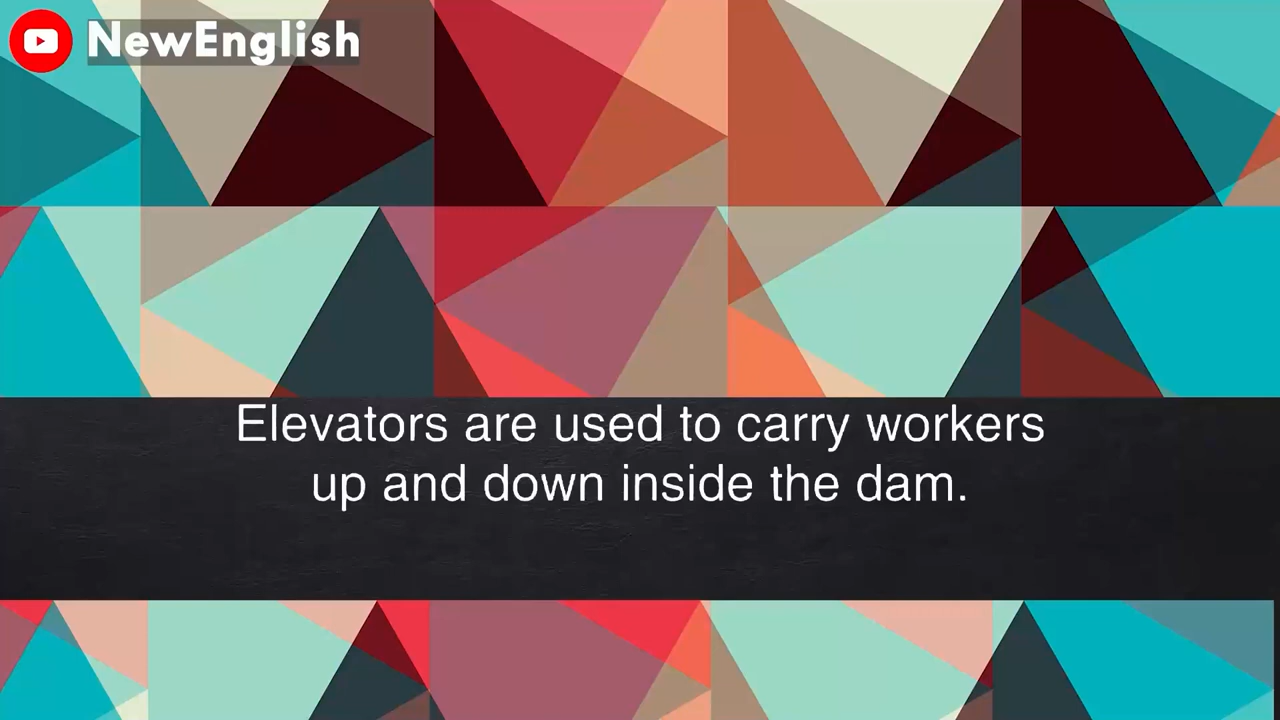 NewEnglish
Elevators are used to carry workers
up and down inside the dam.